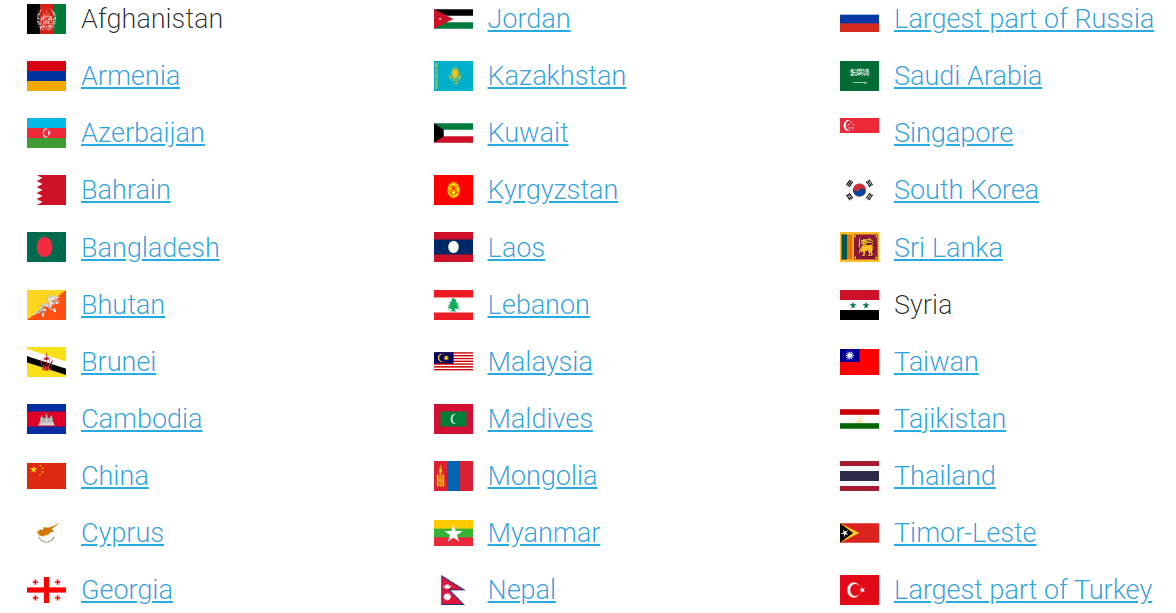 Afghanistan
Armenia
Azerbaijan
Bahrain
Bangladesh
Bhutan
Brunei
Cambodia
China
Cyprus
Georgia
Jordan
Kazakhstan
Kuwait
Kyrgyzstan
Laos
Lebanon
Malaysia
Maldives
Mongolia
Myanmar
Nepal
Largest part of Russia
Saudi Arabia
Singapore
South Korea
Sri Lanka
Syria
Taiwan
Tajikistan
Thailand
Timor-Leste
Largest part of Turkey